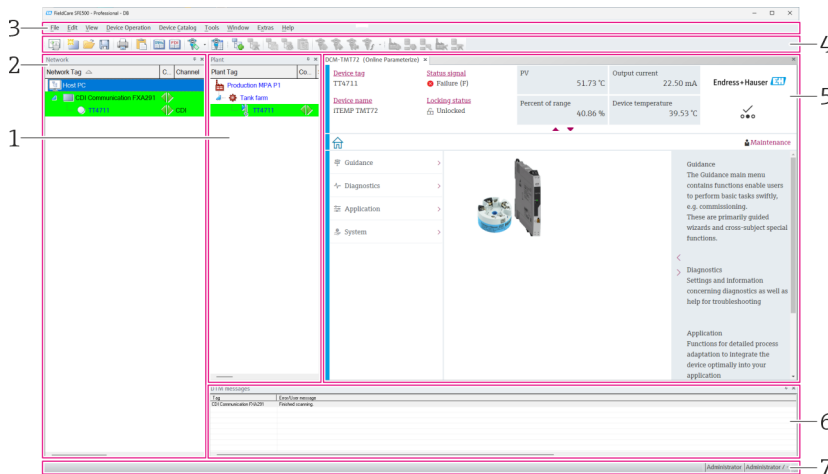 FieldCare SFE500 - Professional - DB
3
File Edit View Device Operation Device Catalog Tools Window Extras Help
4
2
Network
Network Tag C... Channel
Host PC
CDI Communication FXA291
TT4711 CDI
Plant
Plant Tag Co...
Production MPA P1
Tank farm
TT4711
1
DCM-TMT72 (Online Parameterize)
Device tag
TT4711
Status signal
Failure (F)
PV
51.73 °C
Output current
22.50 mA
Endress+Hauser EH
5
Device name
iTEMP TMT72
Locking status
Unlocked
Percent of range
40.86 %
Device temperature
39.53 °C
Maintenance
Guidance
Diagnostics
Application
System
Guidance
The Guidance main menu
contains functions enable users
to perform basic tasks swiftly,
e.g. commissioning.
These are primarily guided
wizards and cross-subject special
functions.
Diagnostics
Settings and information
concerning diagnostics as well as
help for troubleshooting
Application
Functions for detailed process
adaptation to integrate the
device optimally into your
application
DTM Messages
Tag Error/User message
CDI Communication FXA291 Finished scanning.
6
Administrator Administrator
7